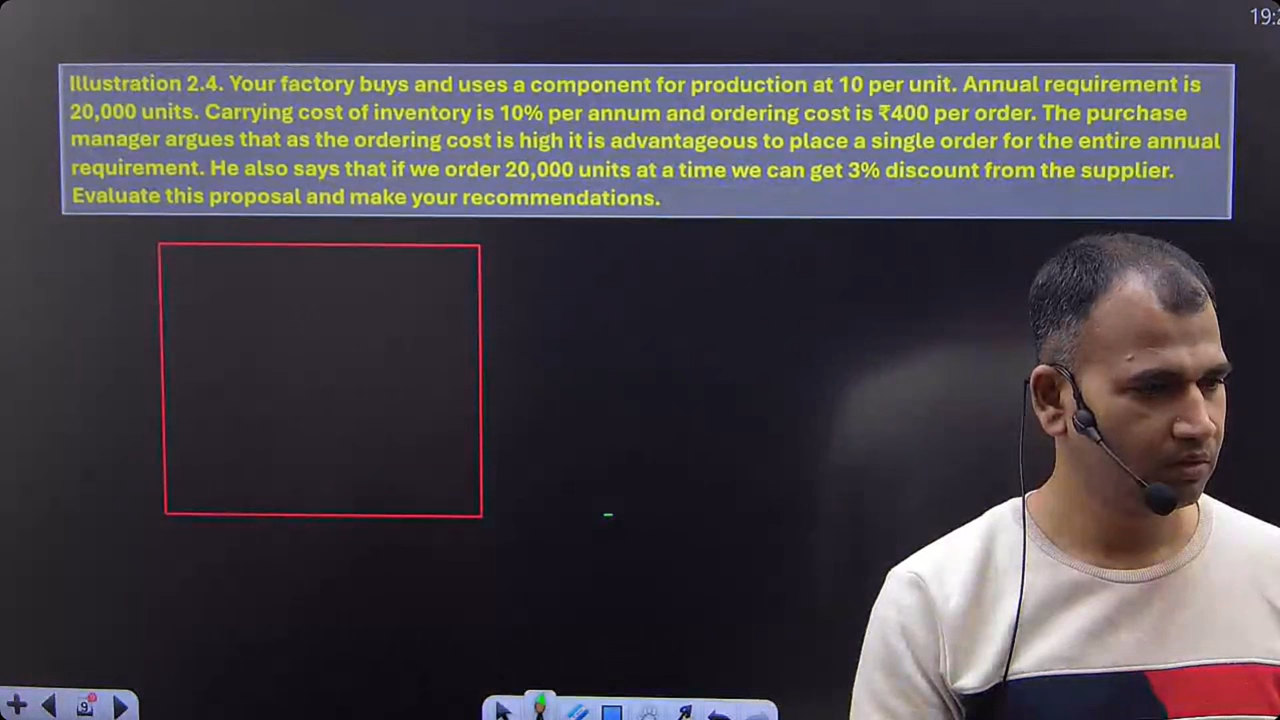 19:
Illustration 2.4. Your factory buys and uses a component for production at 10 per unit. Annual requirement is
20,000 units. Carrying cost of inventory is 10% per annum and ordering cost is ₹400 per order. The purchase
manager argues that as the ordering cost is high it is advantageous to place a single order for the entire annual
requirement. He also says that if we order 20,000 units at a time we can get 3% discount from the supplier.
Evaluate this proposal and make your recommendations.
9